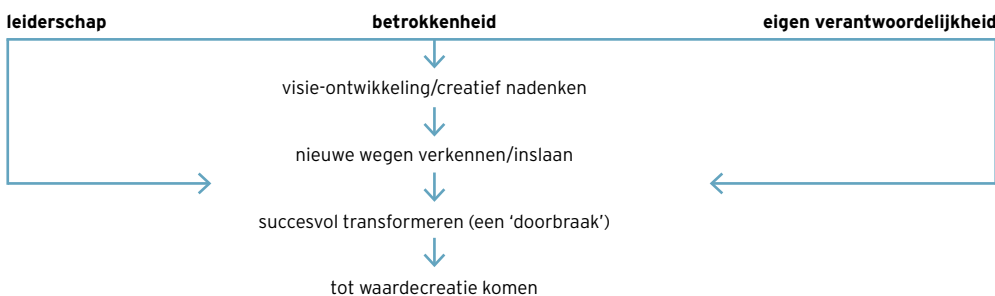 leiderschap betrokkenheid eigen verantwoordelijkheid
visie-ontwikkeling/creatief nadenken
nieuwe wegen verkennen/inslaan
succesvol transformeren (een ‘doorbraak’)
tot waardecreatie komen